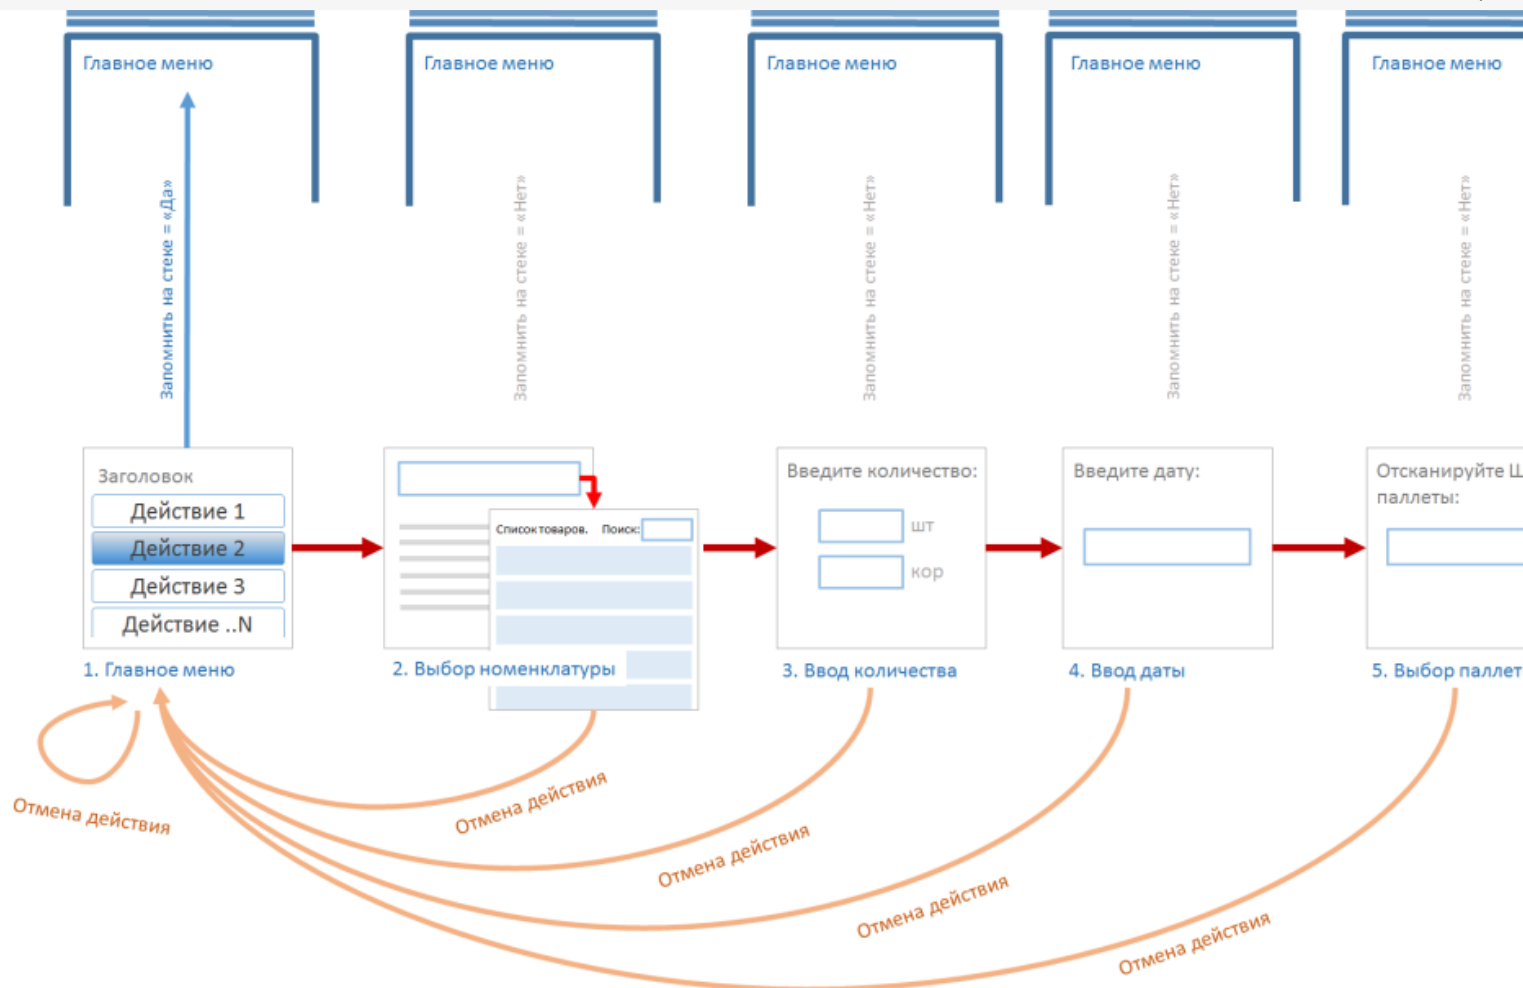 Главное меню
Главное меню
Главное меню
Главное меню
Главное меню
Запомнить на стеке = «Да»
Запомнить на стеке = «Нет»
Запомнить на стеке = «Нет»
Запомнить на стеке = «Нет»
Запомнить на стеке = «Нет»
Заголовок
Действие 1
Действие 2
Действие 3
Действие ..N
Список товаров. Поиск:
Введите количество:
шт
кор
Введите дату:
Отсканируйте Ш
паллеты:
1. Главное меню
2. Выбор номенклатуры
3. Ввод количества
4. Ввод даты
5. Выбор паллет
Отмена действия
Отмена действия
Отмена действия
Отмена действия
Отмена действия